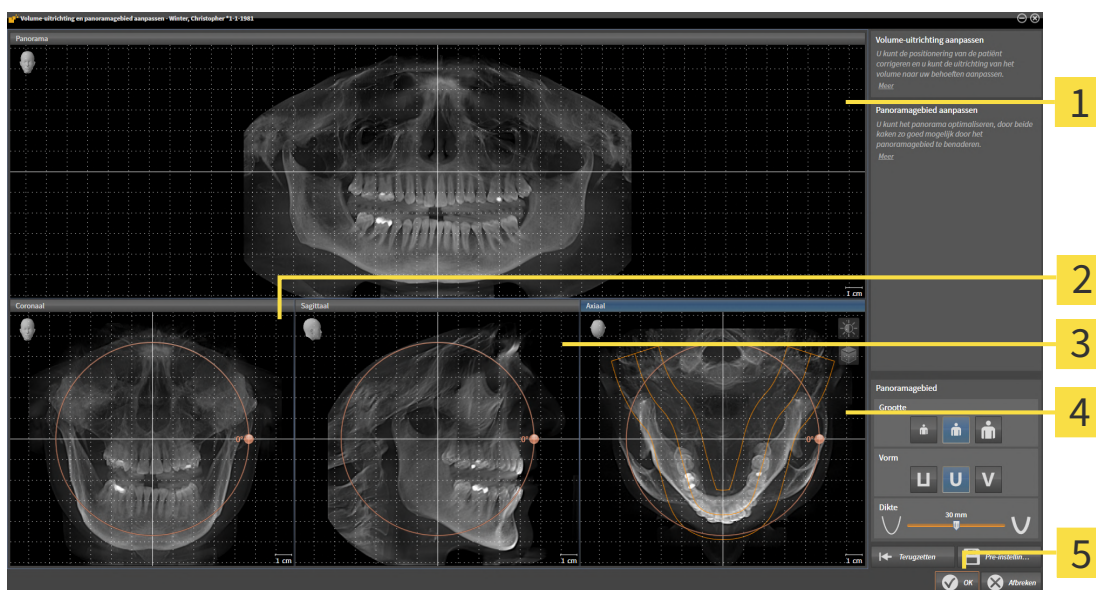 Volume-uitrichting en panoramagebied aanpassen - Winter, Christopher *1-1-1981
Panorama
1 cm
Volume-uitrichting aanpassen
U kunt de positionering van de patiënt
corrigeren en u kunt de uitrichting van het
volume naar uw behoeften aanpassen.
Meer
Panoramagebied aanpassen
U kunt het panorama optimaliseren, door beide
kaken zo goed mogelijk door het
panoramagebied te benaderen.
Meer
1
2
3
4
5
Coronaal
0°
1 cm
Sagittaal
0°
1 cm
Axiaal
0°
1 cm
Panoramagebied
Grootte
Vorm
U V
Dikte
30 mm
Terugzetten
Pre-instellin...
OK
Afbreken